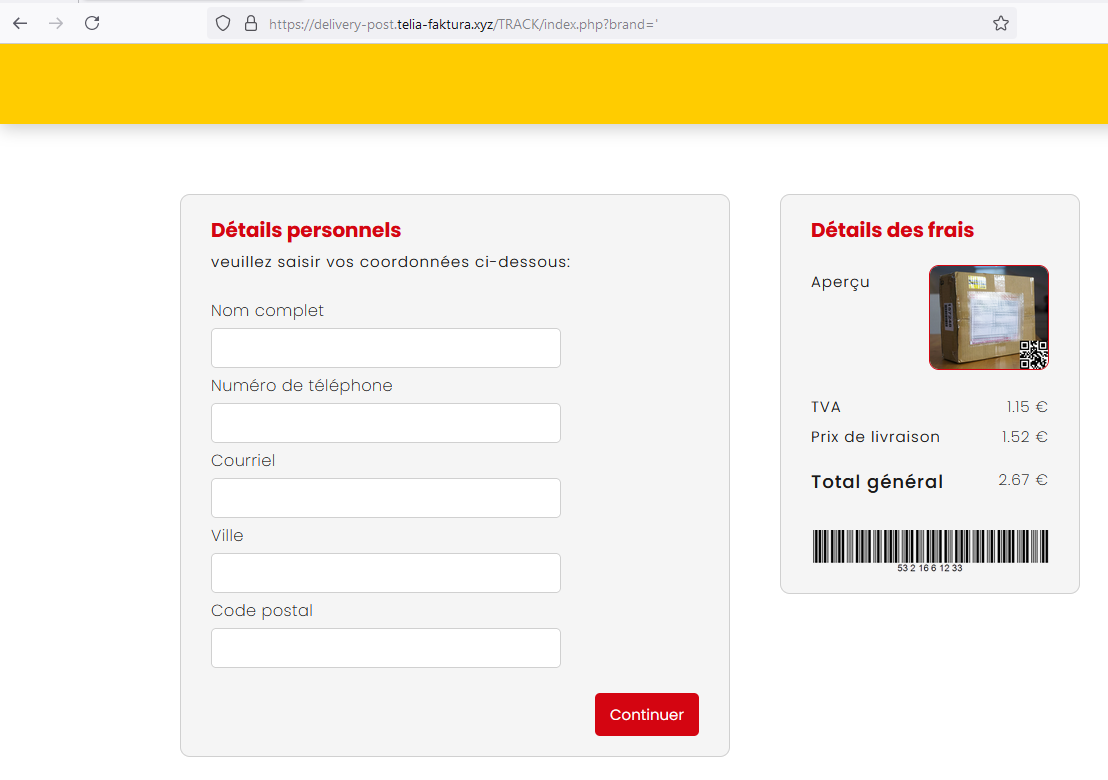 https://delivery-post.telia-faktura.xyz/TRACK/index.php?brand='
Détails personnels
veuillez saisir vos coordonnées ci-dessous:
Nom complet
Numéro de téléphone
Courriel
Ville
Code postal
Continuer
Détails des frais
Aperçu
TVA 1.15 €
Prix de livraison 1.52 €
Total général 2.67 €
53 2 16 6 12 33